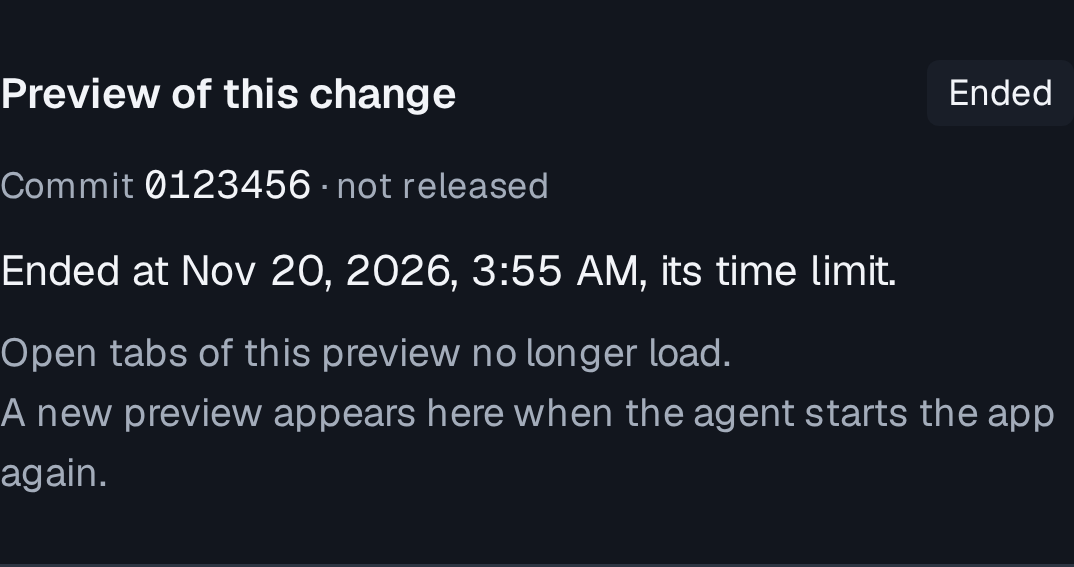 Preview of this change
Ended
Commit 0123456 · not released
Ended at Nov 20, 2026, 3:55 AM, its time limit.
Open tabs of this preview no longer load.
A new preview appears here when the agent starts the app
again.